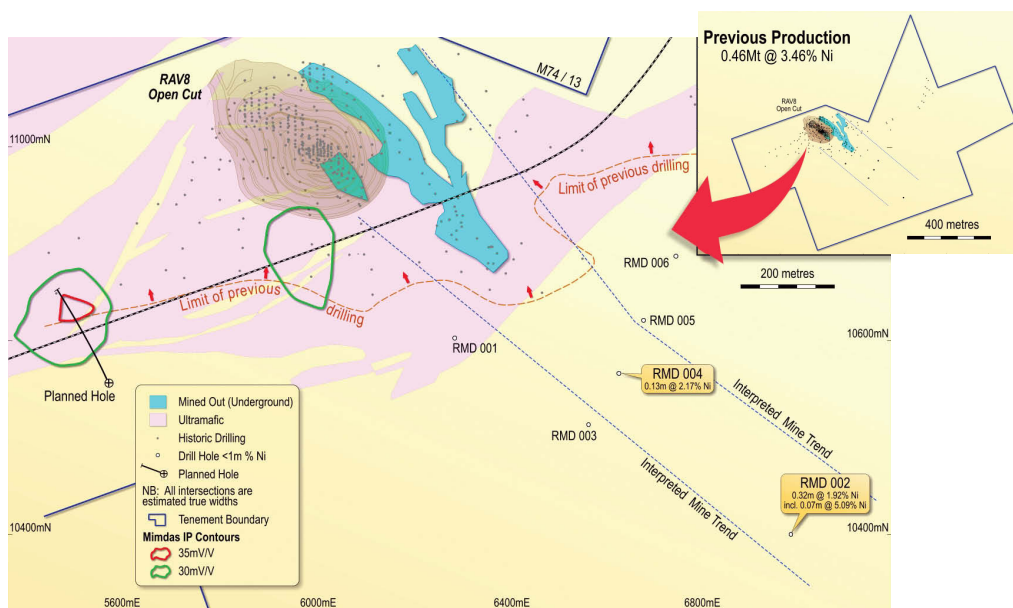 Previous Production
0.46Mt @ 3.46% Ni
RAV8
Open Cut
400 metres
M74 / 13
RAV8
Open Cut
11000mN
Limit of previous drilling
RMD 006
200 metres
Limit of previous
drilling
RMD 005
10600mN
RMD 001
Planned Hole
RMD 004
0.13m @ 2.17% Ni
Interpreted Mine Trend
RMD 003
Interpreted Mine Trend
RMD 002
0.32m @ 1.92% Ni
incl. 0.07m @ 5.09% Ni
Mined Out (Underground)
Ultramafic
Historic Drilling
Drill Hole <1m % Ni
Planned Hole
NB: All intersections are
estimated true widths
Tenement Boundary
Mimdas IP Contours
35mV/V
30mV/V
10400mN
10400mN
5600mE
6000mE
6400mE
6800mE